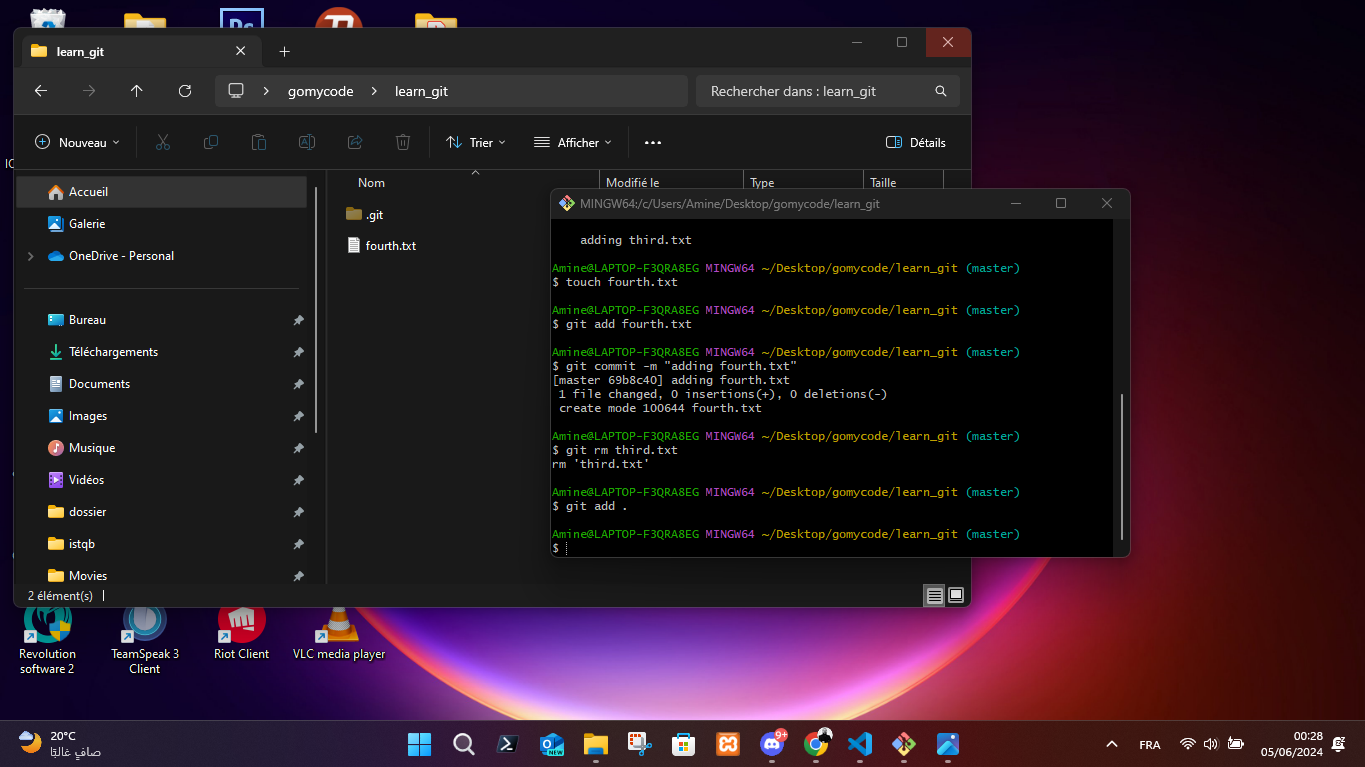 Ps
learn_git
gomycode > learn_git
Rechercher dans : learn_git
Nouveau
Trier
Afficher
Détails
IC
Accueil
Galerie
OneDrive - Personal
Bureau
Téléchargements
Documents
Images
Musique
Vidéos
dossier
istqb
Movies
Nom
Modifié le
Type
Taille
.git
fourth.txt
2 élément(s)
MINGW64:/c/Users/Amine/Desktop/gomycode/learn_git
adding third.txt
Amine@LAPTOP-F3QRA8EG MINGW64 ~/Desktop/gomycode/learn_git (master)
$ touch fourth.txt
Amine@LAPTOP-F3QRA8EG MINGW64 ~/Desktop/gomycode/learn_git (master)
$ git add fourth.txt
Amine@LAPTOP-F3QRA8EG MINGW64 ~/Desktop/gomycode/learn_git (master)
$ git commit -m "adding fourth.txt"
[master 69b8c40] adding fourth.txt
1 file changed, 0 insertions(+), 0 deletions(-)
create mode 100644 fourth.txt
Amine@LAPTOP-F3QRA8EG MINGW64 ~/Desktop/gomycode/learn_git (master)
$ git rm third.txt
rm 'third.txt'
Amine@LAPTOP-F3QRA8EG MINGW64 ~/Desktop/gomycode/learn_git (master)
$ git add .
Amine@LAPTOP-F3QRA8EG MINGW64 ~/Desktop/gomycode/learn_git (master)
$
Revolution
software 2
TeamSpeak 3
Client
Riot Client
VLC media player
20°C
صافٍ غالبًا
NEW
9+
FRA
00:28
05/06/2024